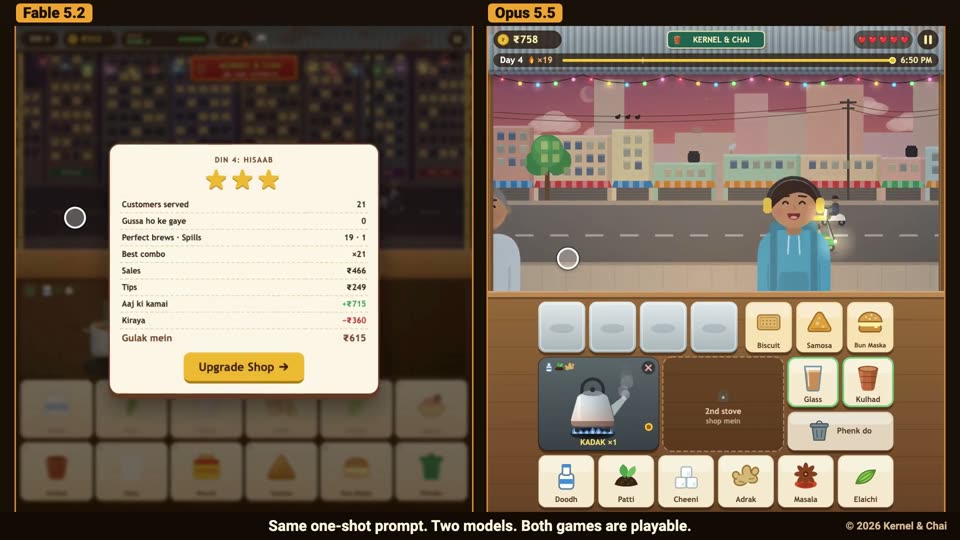 Fable 5.2
Opus 5.5
DIN 4: HISAAB
Customers served 21
Gussa ho ke gaye 0
Perfect brews · Spills 19 · 1
Best combo ×21
Sales ₹466
Tips ₹249
Aaj ki kamai +₹715
Kiraya −₹360
Gulak mein ₹615
Upgrade Shop →
₹758
KERNEL & CHAI
Day 4 ×19 6:50 PM
Biscuit
Samosa
Bun Maska
KADAK ×1
2nd stove
shop mein
Glass
Kulhad
Phenk do
Doodh
Patti
Cheeni
Adrak
Masala
Elaichi
Same one-shot prompt. Two models. Both games are playable.
© 2026 Kernel & Chai